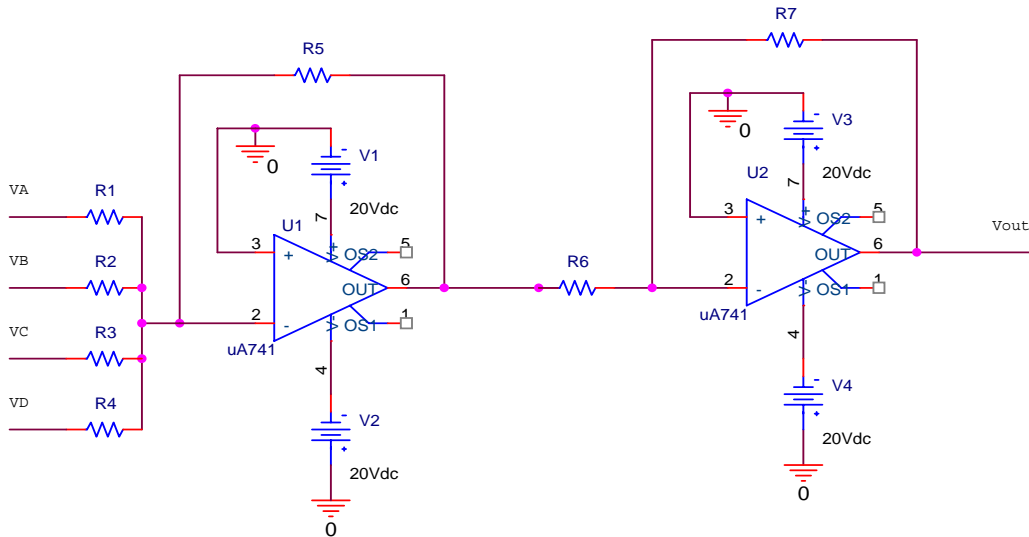 R7
R5
-
V3
+
0
-
V1
+
20Vdc
U2
0
VA
R1
20Vdc
U1
7
V+
5
OS2
3
+
7
V+
5
OS2
3
+
6
OUT
Vout
VB
R2
6
OUT
R6
2
-
1
OS1
V-
uA741
VC
R3
2
-
1
OS1
V-
uA741
4
VD
R4
4
-
V4
+
-
V2
+
20Vdc
20Vdc
0
0